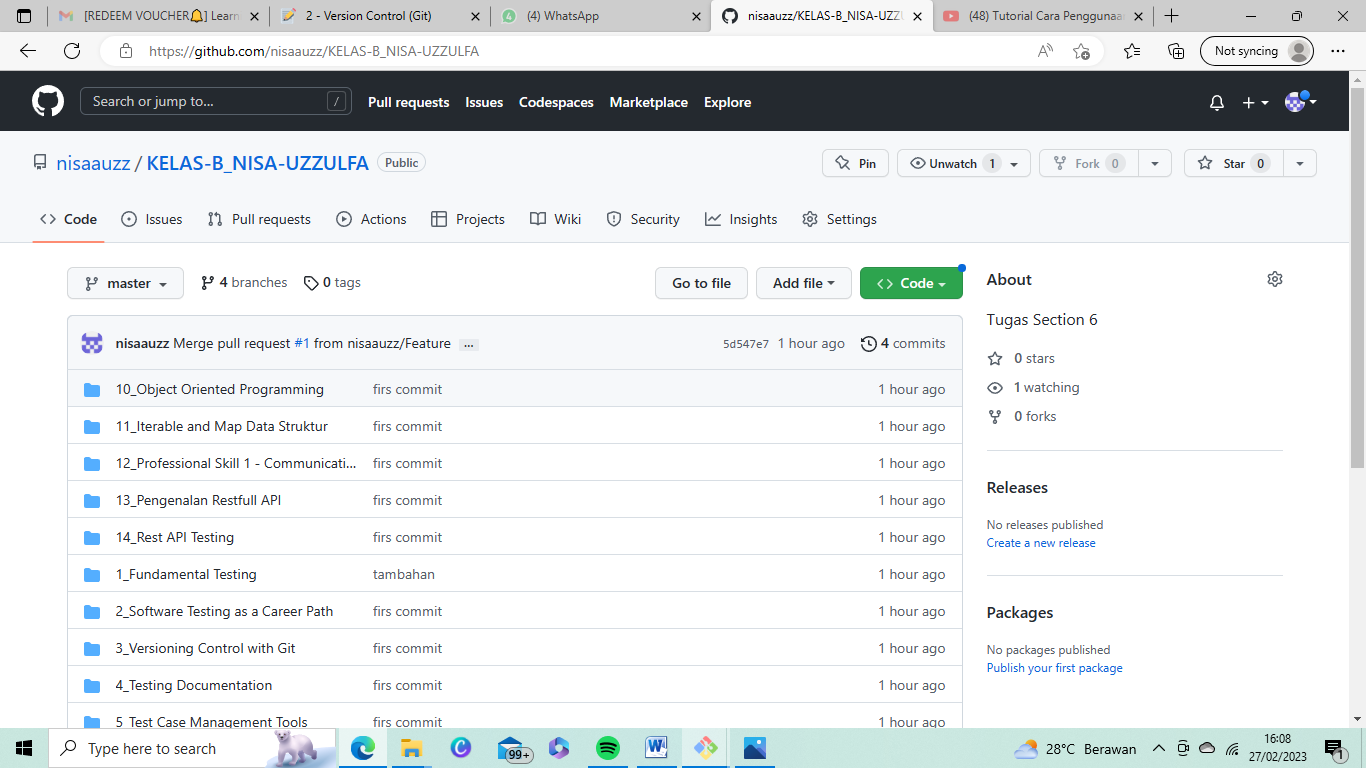 [REDEEM VOUCHER🔔] Learn
2 - Version Control (Git)
(4) WhatsApp
nisaauzz/KELAS-B_NISA-UZZU
(48) Tutorial Cara Penggunaan
https://github.com/nisaauzz/KELAS-B_NISA-UZZULFA
Not syncing
Search or jump to... /
Pull requests Issues Codespaces Marketplace Explore
nisaauzz / KELAS-B_NISA-UZZULFA Public
Pin Unwatch 1 Fork 0 Star 0
Code Issues Pull requests Actions Projects Wiki Security Insights Settings
master 4 branches 0 tags Go to file Add file Code
nisaauzz Merge pull request #1 from nisaauzz/Feature ... 5d547e7 1 hour ago 4 commits
10_Object Oriented Programming firs commit 1 hour ago
11_Iterable and Map Data Struktur firs commit 1 hour ago
12_Professional Skill 1 - Communicati... firs commit 1 hour ago
13_Pengenalan Restfull API firs commit 1 hour ago
14_Rest API Testing firs commit 1 hour ago
1_Fundamental Testing tambahan 1 hour ago
2_Software Testing as a Career Path firs commit 1 hour ago
3_Versioning Control with Git firs commit 1 hour ago
4_Testing Documentation firs commit 1 hour ago
5_Test Case Management Tools firs commit 1 hour ago
About
Tugas Section 6
0 stars
1 watching
0 forks
Releases
No releases published
Create a new release
Packages
No packages published
Publish your first package
Type here to search
99+
28°C Berawan
16:08
27/02/2023
1